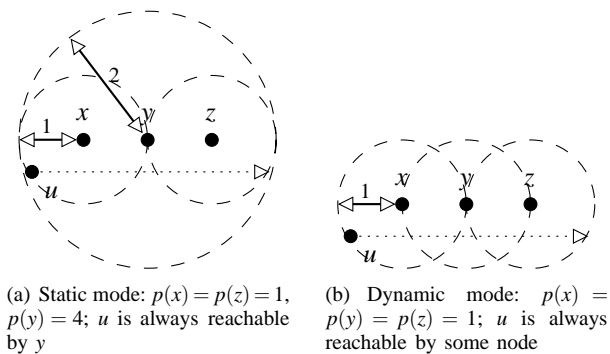 2
1
x
y
z
u
1
x
y
z
u
(a) Static mode: p(x) = p(z) = 1,
p(y) = 4; u is always reachable
by y
(b) Dynamic mode: p(x) =
p(y) = p(z) = 1; u is always
reachable by some node